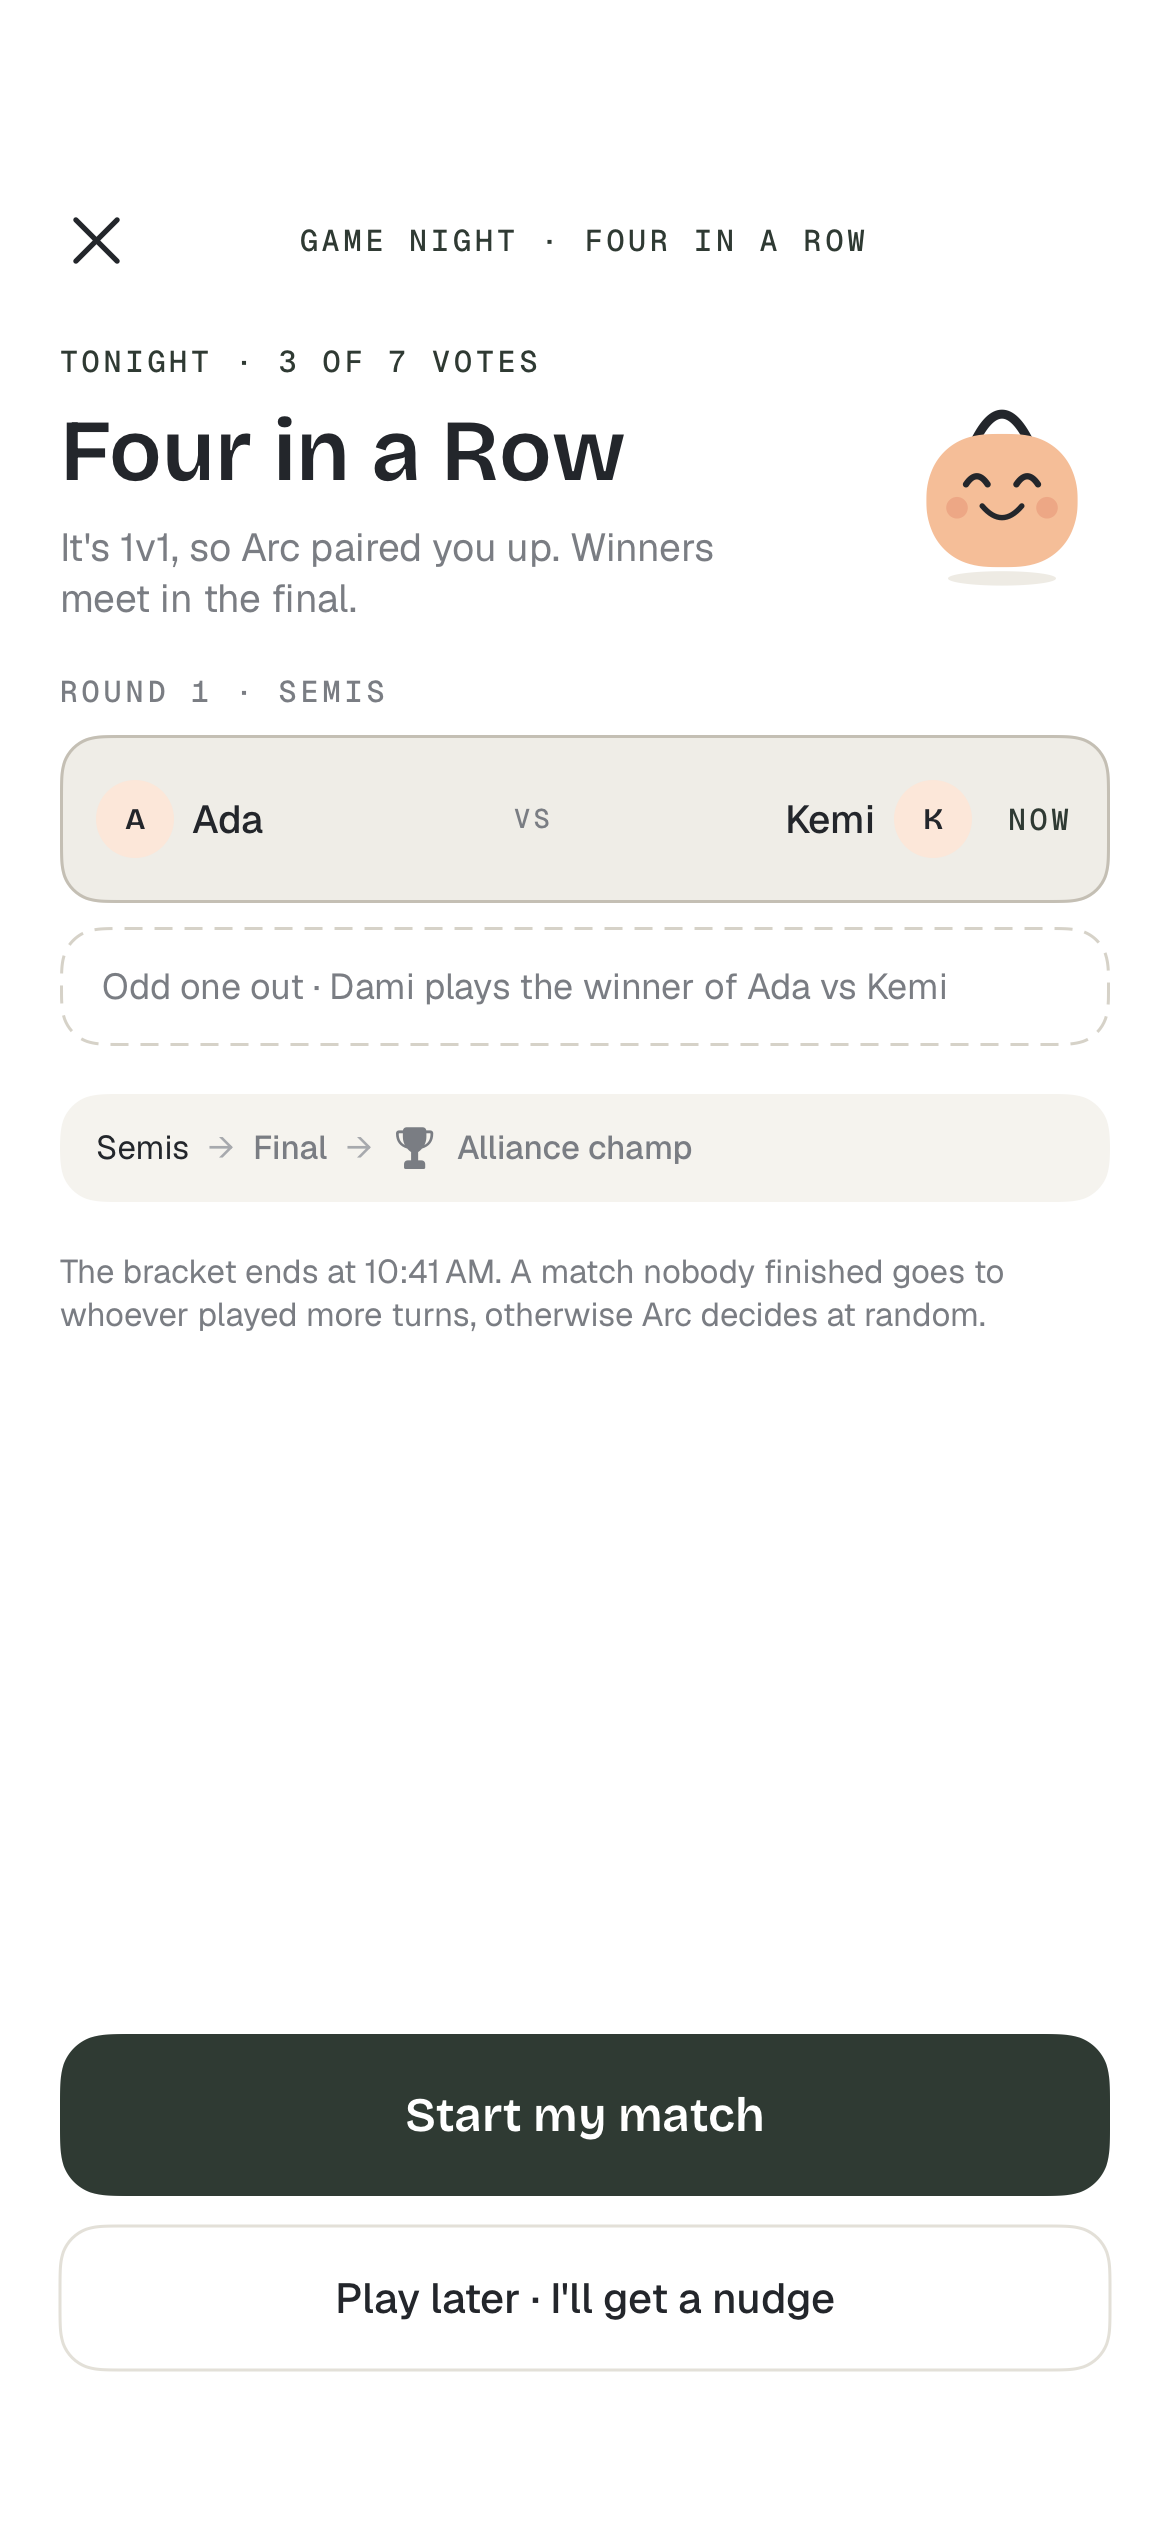 GAME NIGHT · FOUR IN A ROW
TONIGHT · 3 OF 7 VOTES
Four in a Row
It's 1v1, so Arc paired you up. Winners
meet in the final.
ROUND 1 · SEMIS
A Ada VS Kemi K NOW
Odd one out · Dami plays the winner of Ada vs Kemi
Semis → Final → Alliance champ
The bracket ends at 10:41 AM. A match nobody finished goes to
whoever played more turns, otherwise Arc decides at random.
Start my match
Play later · I'll get a nudge